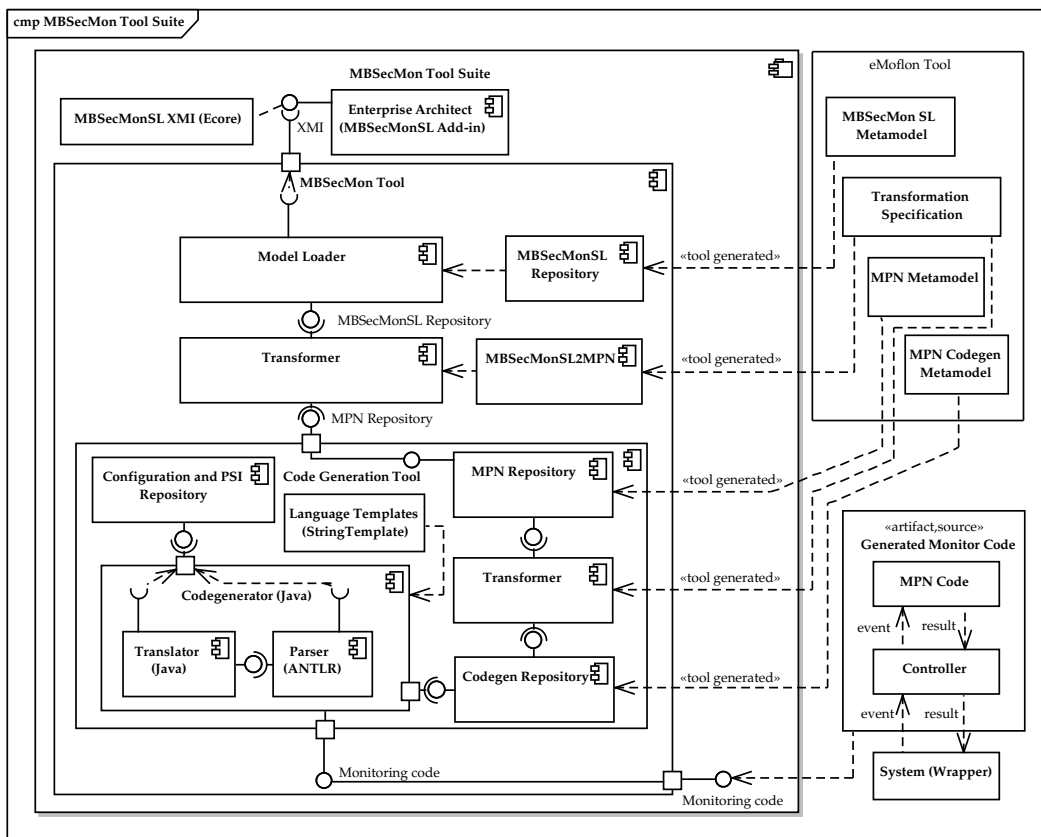 cmp MBSecMon Tool Suite
MBSecMon Tool Suite
MBSecMonSL XMI (Ecore)
XMI
Enterprise Architect
(MBSecMonSL Add-in)
MBSecMon Tool
Model Loader
MBSecMonSL
Repository
MBSecMonSL Repository
Transformer
MBSecMonSL2MPN
MPN Repository
Configuration and PSI
Repository
Code Generation Tool
MPN Repository
Language Templates
(StringTemplate)
Transformer
Codegenerator (Java)
Translator
(Java)
Parser
(ANTLR)
Codegen Repository
Monitoring code
Monitoring code
«tool generated»
«tool generated»
«tool generated»
«tool generated»
«tool generated»
eMoflon Tool
MBSecMon SL
Metamodel
Transformation
Specification
MPN Metamodel
MPN Codegen
Metamodel
«artifact,source»
Generated Monitor Code
MPN Code
event
result
Controller
event
result
System (Wrapper)